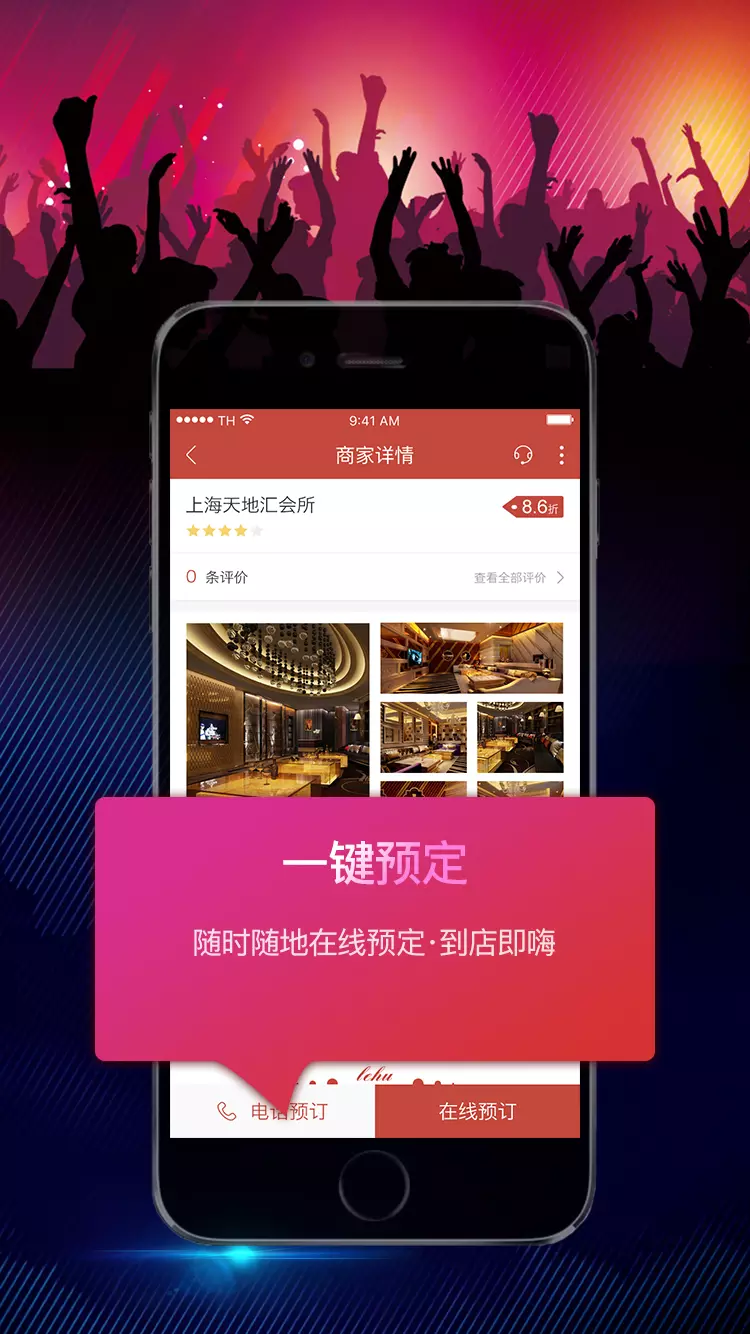 TH 9:41 AM
商家详情
上海天地汇会所
8.6折
0 条评价 查看全部评价
一键预定
随时随地在线预定·到店即嗨
lehu
电话预订 在线预订